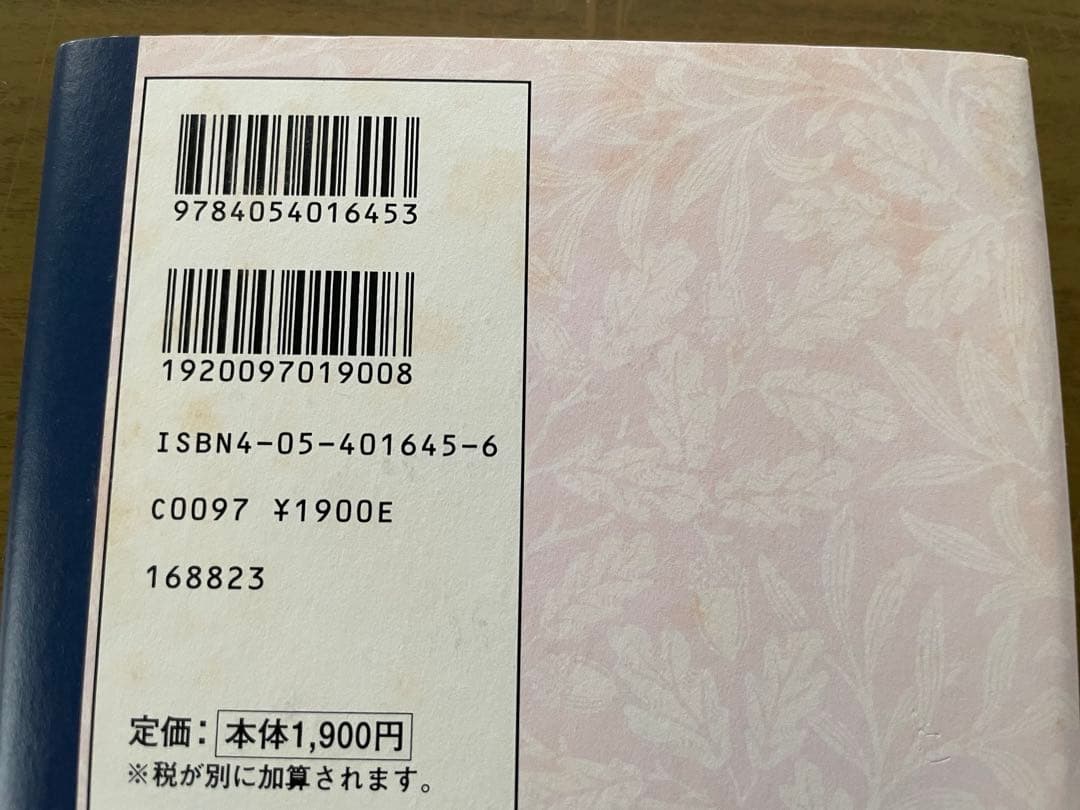 9784054016453
1920097019008
ISBN4-05-401645-6
C0097 ¥1900E
168823
定価：本体1,900円
※税が別に加算されます。